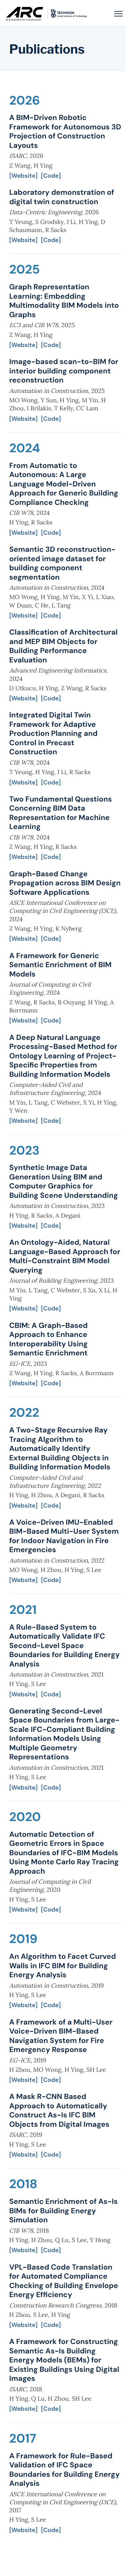 ARC
TECHNION
Israel Institute of Technology
Publications
2026
A BIM-Driven Robotic
Framework for Autonomous 3D
Projection of Construction
Layouts
ISARC, 2026
Z Wang, H Ying
[Website] [Code]
Laboratory demonstration of
digital twin construction
Data-Centric Engineering, 2026
T Yeung, S Grodsky, J Li, H Ying, D
Schaumann, R Sacks
[Website] [Code]
2025
Graph Representation
Learning: Embedding
Multimodality BIM Models into
Graphs
EC3 and CIB W78, 2025
Z Wang, H Ying
[Website] [Code]
Image-based scan-to-BIM for
interior building component
reconstruction
Automation in Construction, 2025
MO Wong, Y Sun, H Ying, M Yin, H
Zhou, I Brilakis, T Kelly, CC Lam
[Website] [Code]
2024
From Automatic to
Autonomous: A Large
Language Model-Driven
Approach for Generic Building
Compliance Checking
CIB W78, 2024
H Ying, R Sacks
[Website] [Code]
Semantic 3D reconstruction-
oriented image dataset for
building component
segmentation
Automation in Construction, 2024
MO Wong, H Ying, M Yin, X Yi, L Xiao,
W Duan, C He, L Tang
[Website] [Code]
Classification of Architectural
and MEP BIM Objects for
Building Performance
Evaluation
Advanced Engineering Informatics,
2024
D Utkucu, H Ying, Z Wang, R Sacks
[Website] [Code]
Integrated Digital Twin
Framework for Adaptive
Production Planning and
Control in Precast
Construction
CIB W78, 2024
T Yeung, H Ying, J Li, R Sacks
[Website] [Code]
Two Fundamental Questions
Concerning BIM Data
Representation for Machine
Learning
CIB W78, 2024
Z Wang, H Ying, R Sacks
[Website] [Code]
Graph-Based Change
Propagation across BIM Design
Software Applications
ASCE International Conference on
Computing in Civil Engineering (I3CE),
2024
Z Wang, H Ying, K Nyberg
[Website] [Code]
A Framework for Generic
Semantic Enrichment of BIM
Models
Journal of Computing in Civil
Engineering, 2024
Z Wang, R Sacks, B Ouyang, H Ying, A
Borrmann
[Website] [Code]
A Deep Natural Language
Processing-Based Method for
Ontology Learning of Project-
Specific Properties from
Building Information Models
Computer-Aided Civil and
Infrastructure Engineering, 2024
M Yin, L Tang, C Webster, X Yi, H Ying,
Y Wen
[Website] [Code]
2023
Synthetic Image Data
Generation Using BIM and
Computer Graphics for
Building Scene Understanding
Automation in Construction, 2023
H Ying, R Sacks, A Degani
[Website] [Code]
An Ontology-Aided, Natural
Language-Based Approach for
Multi-Constraint BIM Model
Querying
Journal of Building Engineering, 2023
M Yin, L Tang, C Webster, S Xu, X Li, H
Ying
[Website] [Code]
CBIM: A Graph-Based
Approach to Enhance
Interoperability Using
Semantic Enrichment
EG-ICE, 2023
Z Wang, H Ying, R Sacks, A Borrmann
[Website] [Code]
2022
A Two-Stage Recursive Ray
Tracing Algorithm to
Automatically Identify
External Building Objects in
Building Information Models
Computer-Aided Civil and
Infrastructure Engineering, 2022
H Ying, H Zhou, A Degani, R Sacks
[Website] [Code]
A Voice-Driven IMU-Enabled
BIM-Based Multi-User System
for Indoor Navigation in Fire
Emergencies
Automation in Construction, 2022
MO Wong, H Zhou, H Ying, S Lee
[Website] [Code]
2021
A Rule-Based System to
Automatically Validate IFC
Second-Level Space
Boundaries for Building Energy
Analysis
Automation in Construction, 2021
H Ying, S Lee
[Website] [Code]
Generating Second-Level
Space Boundaries from Large-
Scale IFC-Compliant Building
Information Models Using
Multiple Geometry
Representations
Automation in Construction, 2021
H Ying, S Lee
[Website] [Code]
2020
Automatic Detection of
Geometric Errors in Space
Boundaries of IFC-BIM Models
Using Monte Carlo Ray Tracing
Approach
Journal of Computing in Civil
Engineering, 2020
H Ying, S Lee
[Website] [Code]
2019
An Algorithm to Facet Curved
Walls in IFC BIM for Building
Energy Analysis
Automation in Construction, 2019
H Ying, S Lee
[Website] [Code]
A Framework of a Multi-User
Voice-Driven BIM-Based
Navigation System for Fire
Emergency Response
EG-ICE, 2019
H Zhou, MO Wong, H Ying, SH Lee
[Website] [Code]
A Mask R-CNN Based
Approach to Automatically
Construct As-Is IFC BIM
Objects from Digital Images
ISARC, 2019
H Ying, S Lee
[Website] [Code]
2018
Semantic Enrichment of As-Is
BIMs for Building Energy
Simulation
CIB W78, 2018
H Ying, H Zhou, Q Lu, S Lee, Y Hong
[Website] [Code]
VPL-Based Code Translation
for Automated Compliance
Checking of Building Envelope
Energy Efficiency
Construction Research Congress, 2018
H Zhou, S Lee, H Ying
[Website] [Code]
A Framework for Constructing
Semantic As-Is Building
Energy Models (BEMs) for
Existing Buildings Using Digital
Images
ISARC, 2018
H Ying, Q Lu, H Zhou, SH Lee
[Website] [Code]
2017
A Framework for Rule-Based
Validation of IFC Space
Boundaries for Building Energy
Analysis
ASCE International Conference on
Computing in Civil Engineering (I3CE),
2017
H Ying, S Lee
[Website] [Code]